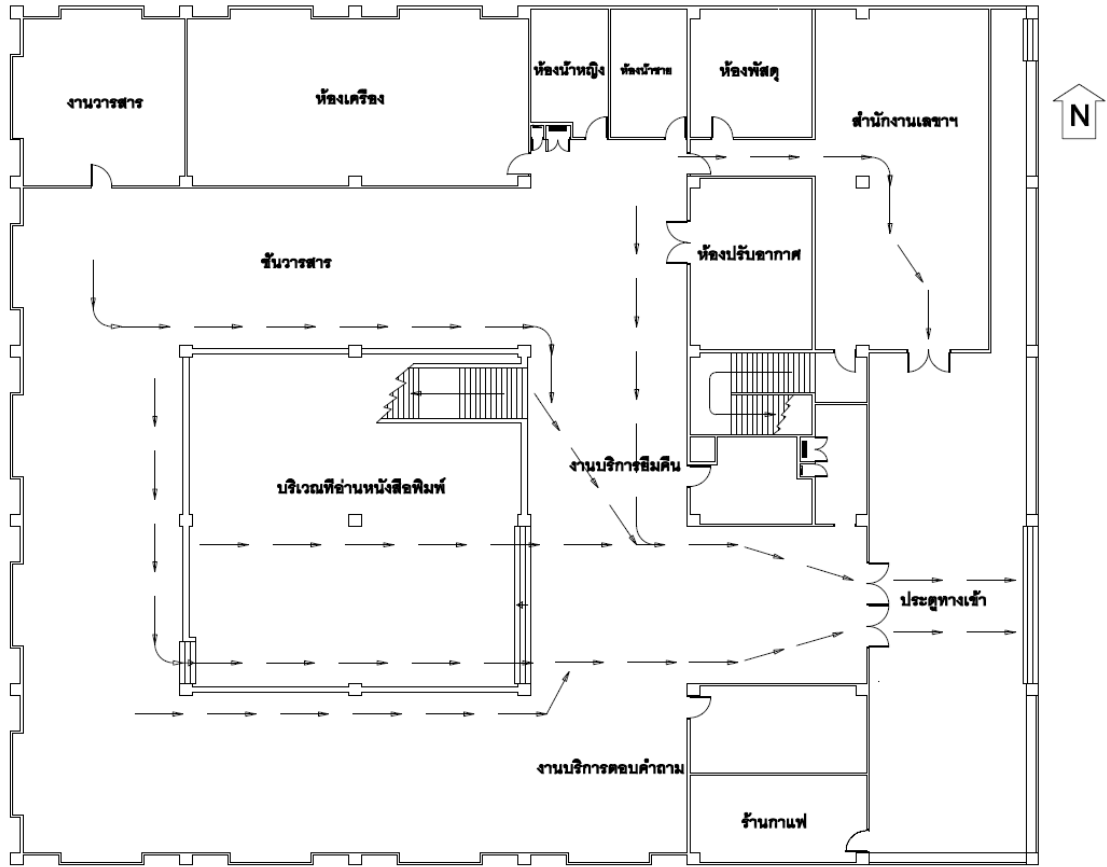 ห้องน้ำหญิง
ห้องน้ำชาย
ห้องพัสดุ
งานวารสาร
ห้องเครื่อง
สำนักงานเลขาฯ
N
ชั้นวารสาร
ห้องปรับอากาศ
งานบริการยืมคืน
บริเวณที่อ่านหนังสือพิมพ์
ประตูทางเข้า
งานบริการตอบคำถาม
ร้านกาแฟ